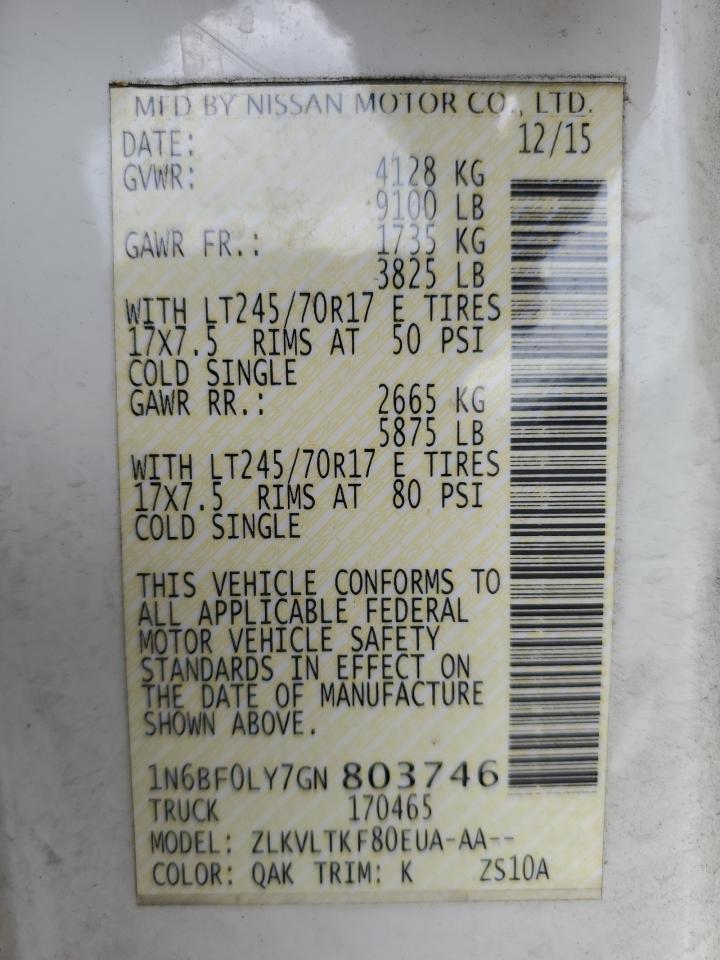 MFD BY NISSAN MOTOR CO., LTD.
DATE: 12/15
GVWR: 4128 KG
9100 LB
GAWR FR.: 1735 KG
3825 LB
WITH LT245/70R17 E TIRES
17X7.5 RIMS AT 50 PSI
COLD SINGLE
GAWR RR.: 2665 KG
5875 LB
WITH LT245/70R17 E TIRES
17X7.5 RIMS AT 80 PSI
COLD SINGLE
THIS VEHICLE CONFORMS TO
ALL APPLICABLE FEDERAL
MOTOR VEHICLE SAFETY
STANDARDS IN EFFECT ON
THE DATE OF MANUFACTURE
SHOWN ABOVE.
1N6BF0LY7GN 803746
TRUCK 170465
MODEL: ZLKVLTKF80EUA-AA--
COLOR: QAK TRIM: K ZS10A